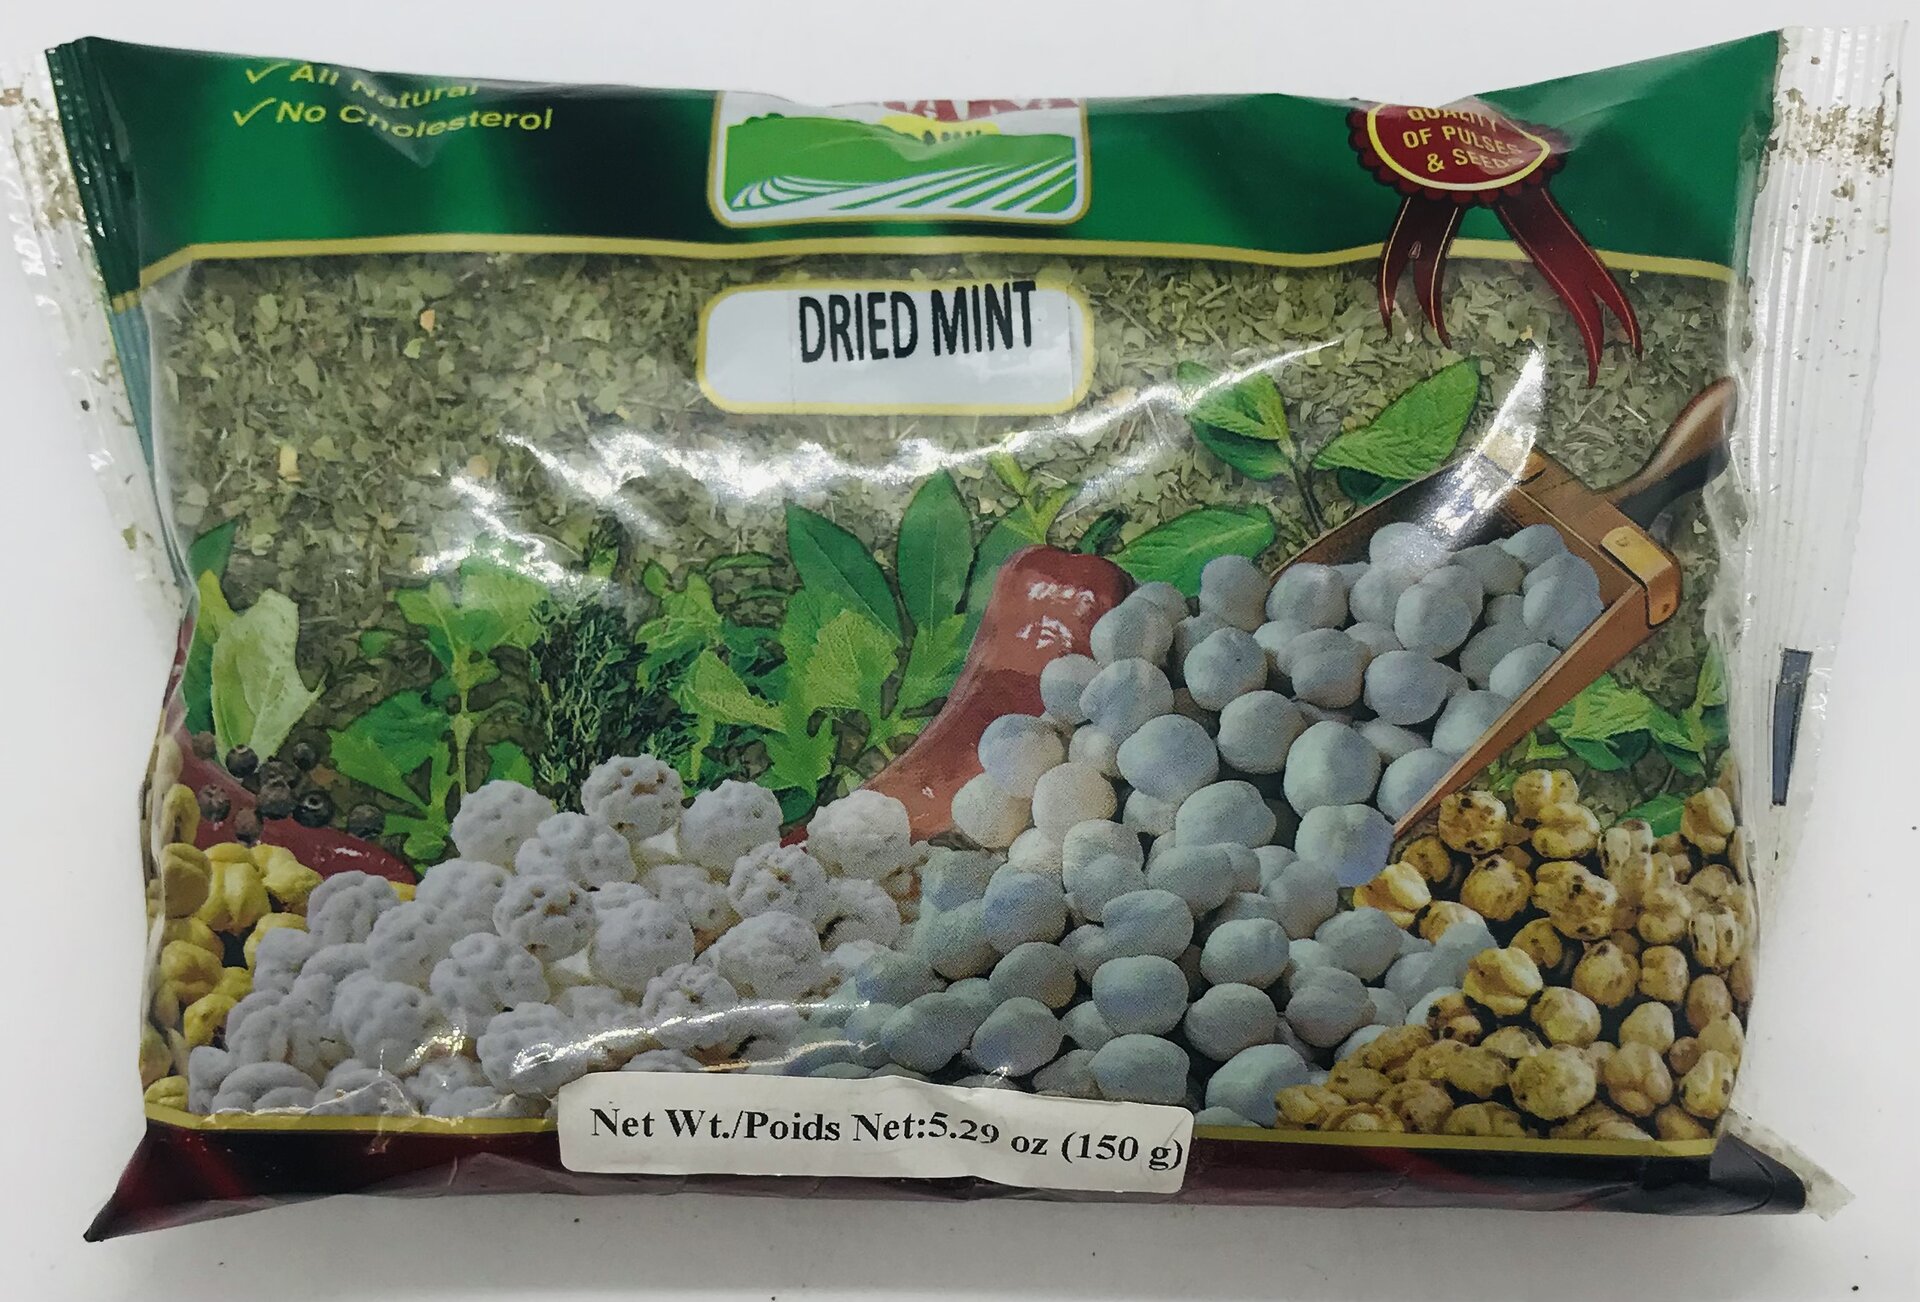 ✓ All Natural
✓ No Cholesterol
QUALITY
OF PULSES
& SEEDS
DRIED MINT
Net Wt./Poids Net:5.29 oz (150 g)